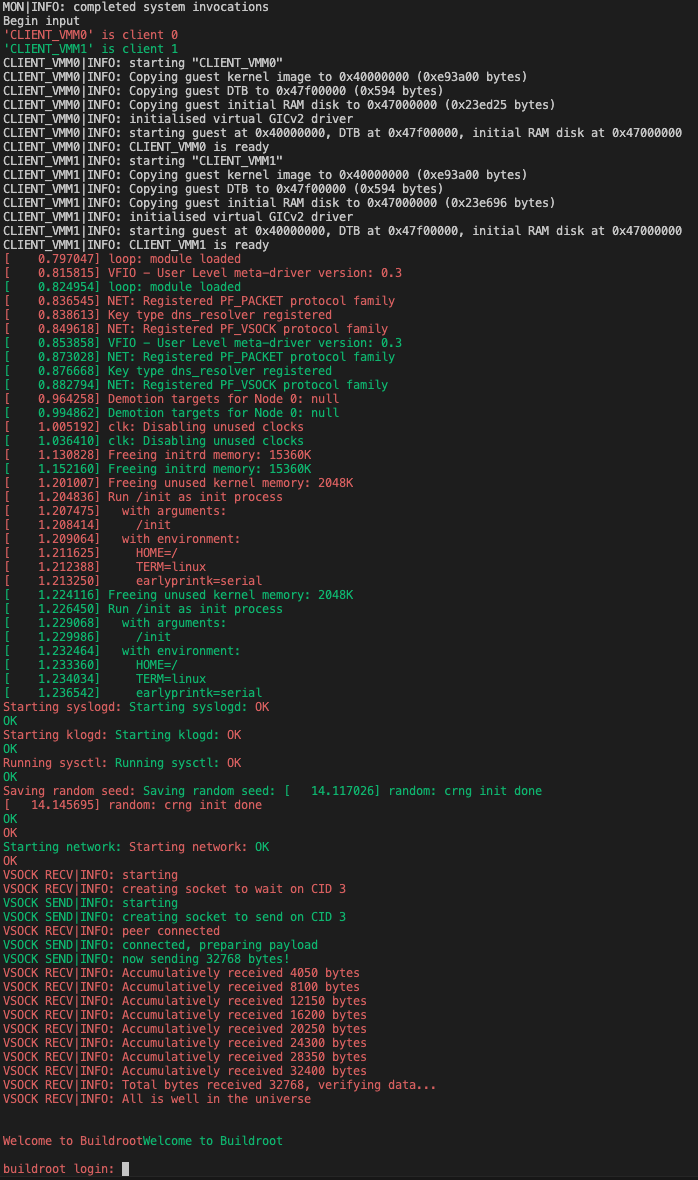 MON|INFO: completed system invocations
Begin input
'CLIENT_VMM0' is client 0
'CLIENT_VMM1' is client 1
CLIENT_VMM0|INFO: starting "CLIENT_VMM0"
CLIENT_VMM0|INFO: Copying guest kernel image to 0x40000000 (0xe93a00 bytes)
CLIENT_VMM0|INFO: Copying guest DTB to 0x47f00000 (0x594 bytes)
CLIENT_VMM0|INFO: Copying guest initial RAM disk to 0x47000000 (0x23ed25 bytes)
CLIENT_VMM0|INFO: initialised virtual GICv2 driver
CLIENT_VMM0|INFO: starting guest at 0x40000000, DTB at 0x47f00000, initial RAM disk at 0x47000000
CLIENT_VMM0|INFO: CLIENT_VMM0 is ready
CLIENT_VMM1|INFO: starting "CLIENT_VMM1"
CLIENT_VMM1|INFO: Copying guest kernel image to 0x40000000 (0xe93a00 bytes)
CLIENT_VMM1|INFO: Copying guest DTB to 0x47f00000 (0x594 bytes)
CLIENT_VMM1|INFO: Copying guest initial RAM disk to 0x47000000 (0x23e696 bytes)
CLIENT_VMM1|INFO: initialised virtual GICv2 driver
CLIENT_VMM1|INFO: starting guest at 0x40000000, DTB at 0x47f00000, initial RAM disk at 0x47000000
CLIENT_VMM1|INFO: CLIENT_VMM1 is ready
[    0.797047] loop: module loaded
[    0.815815] VFIO - User Level meta-driver version: 0.3
[    0.824954] loop: module loaded
[    0.836545] NET: Registered PF_PACKET protocol family
[    0.838613] Key type dns_resolver registered
[    0.849618] NET: Registered PF_VSOCK protocol family
[    0.853858] VFIO - User Level meta-driver version: 0.3
[    0.873028] NET: Registered PF_PACKET protocol family
[    0.876668] Key type dns_resolver registered
[    0.882794] NET: Registered PF_VSOCK protocol family
[    0.964258] Demotion targets for Node 0: null
[    0.994862] Demotion targets for Node 0: null
[    1.005192] clk: Disabling unused clocks
[    1.036410] clk: Disabling unused clocks
[    1.130828] Freeing initrd memory: 15360K
[    1.152160] Freeing initrd memory: 15360K
[    1.201007] Freeing unused kernel memory: 2048K
[    1.204836] Run /init as init process
[    1.207475]   with arguments:
[    1.208414]     /init
[    1.209064]   with environment:
[    1.211625]     HOME=/
[    1.212388]     TERM=linux
[    1.213250]     earlyprintk=serial
[    1.224116] Freeing unused kernel memory: 2048K
[    1.226450] Run /init as init process
[    1.229068]   with arguments:
[    1.229986]     /init
[    1.232464]   with environment:
[    1.233360]     HOME=/
[    1.234034]     TERM=linux
[    1.236542]     earlyprintk=serial
Starting syslogd: Starting syslogd: OK
OK
Starting klogd: Starting klogd: OK
OK
Running sysctl: Running sysctl: OK
OK
Saving random seed: Saving random seed: [   14.117026] random: crng init done
[   14.145695] random: crng init done
OK
OK
Starting network: Starting network: OK
OK
VSOCK RECV|INFO: starting
VSOCK RECV|INFO: creating socket to wait on CID 3
VSOCK SEND|INFO: starting
VSOCK SEND|INFO: creating socket to send on CID 3
VSOCK RECV|INFO: peer connected
VSOCK SEND|INFO: connected, preparing payload
VSOCK SEND|INFO: now sending 32768 bytes!
VSOCK RECV|INFO: Accumulatively received 4050 bytes
VSOCK RECV|INFO: Accumulatively received 8100 bytes
VSOCK RECV|INFO: Accumulatively received 12150 bytes
VSOCK RECV|INFO: Accumulatively received 16200 bytes
VSOCK RECV|INFO: Accumulatively received 20250 bytes
VSOCK RECV|INFO: Accumulatively received 24300 bytes
VSOCK RECV|INFO: Accumulatively received 28350 bytes
VSOCK RECV|INFO: Accumulatively received 32400 bytes
VSOCK RECV|INFO: Total bytes received 32768, verifying data...
VSOCK RECV|INFO: All is well in the universe
Welcome to BuildrootWelcome to Buildroot
buildroot login: